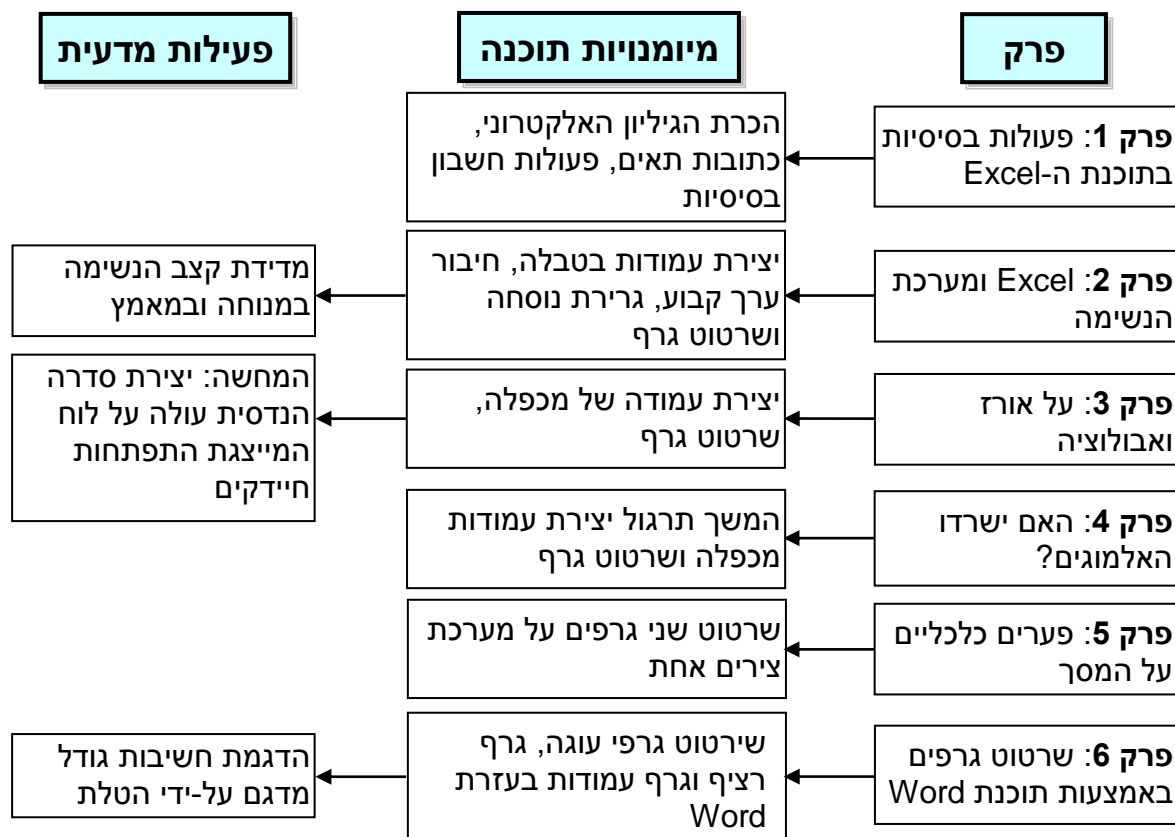 פרק
מיומנויות תוכנה
פעילות מדעית
פרק 1: פעולות בסיסיות
בתוכנת ה-Excel
הכרת הגיליון האלקטרוני,
כתובות תאים, פעולות חשבון
בסיסיות
פרק 2: Excel ומערכת
הנשימה
יצירת עמודות בטבלה, חיבור
ערך קבוע, גרירת נוסחה
ושרטוט גרף
מדידת קצב הנשימה
במנוחה ובמאמץ
פרק 3: על אורז
ואבולוציה
יצירת עמודה של מכפלה,
שרטוט גרף
המחשה: יצירת סדרה
הנדסית עולה על לוח
המייצגת התפתחות
חיידקים
פרק 4: האם ישרדו
האלמוגים?
המשך תרגול יצירת עמודות
מכפלה ושרטוט גרף
פרק 5: פערים כלכליים
על המסך
שרטוט שני גרפים על מערכת
צירים אחת
פרק 6: שרטוט גרפים
באמצעות תוכנת Word
שירטוט גרפי עוגה, גרף
רציף וגרף עמודות בעזרת
Word
הדגמת חשיבות גודל
מדגם על-ידי הטלת